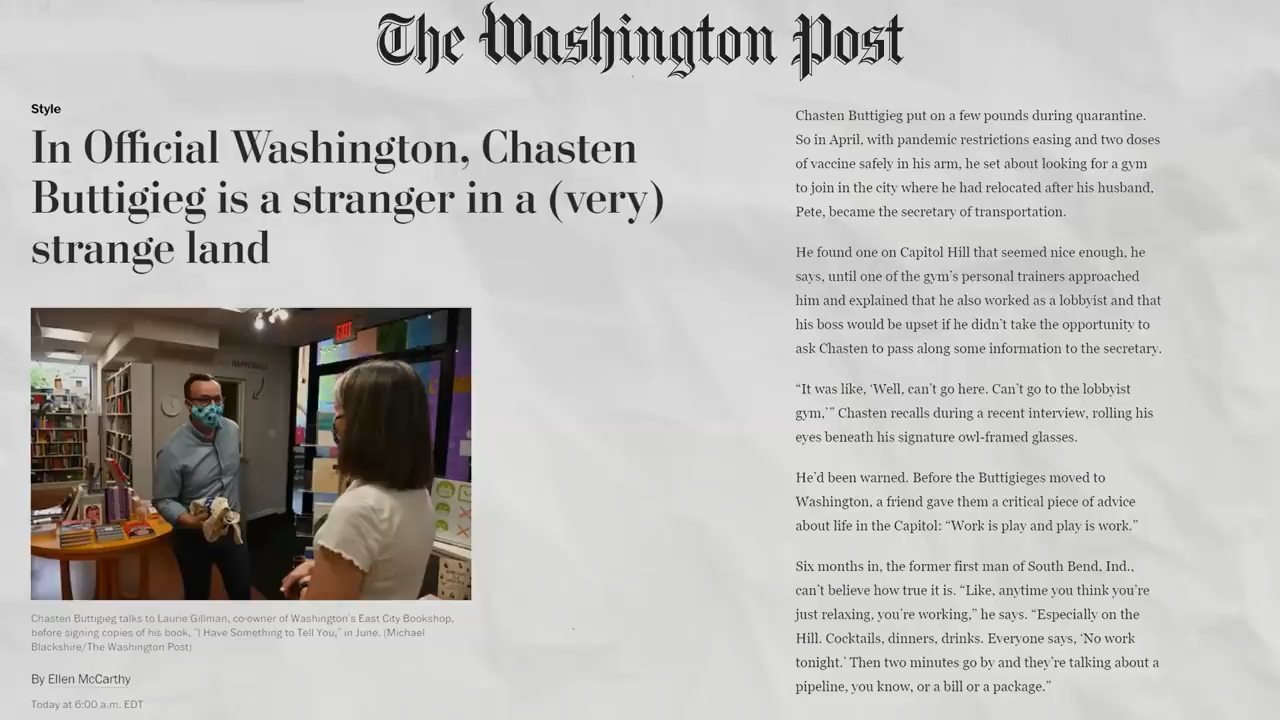 The Washington Post
Style
In Official Washington, Chasten
Buttigieg is a stranger in a (very)
strange land
EXIT
HAPPENINGS
Chasten Buttigieg talks to Laurie Gillman, co-owner of Washington's East City Bookshop,
before signing copies of his book, "I Have Something to Tell You," in June. (Michael
Blackshire/The Washington Post)
By Ellen McCarthy
Today at 6:00 a.m. EDT
Chasten Buttigieg put on a few pounds during quarantine.
So in April, with pandemic restrictions easing and two doses
of vaccine safely in his arm, he set about looking for a gym
to join in the city where he had relocated after his husband,
Pete, became the secretary of transportation.
He found one on Capitol Hill that seemed nice enough, he
says, until one of the gym's personal trainers approached
him and explained that he also worked as a lobbyist and that
his boss would be upset if he didn't take the opportunity to
ask Chasten to pass along some information to the secretary.
“It was like, ‘Well, can't go here. Can't go to the lobbyist
gym,’” Chasten recalls during a recent interview, rolling his
eyes beneath his signature owl-framed glasses.
He'd been warned. Before the Buttigieges moved to
Washington, a friend gave them a critical piece of advice
about life in the Capitol: “Work is play and play is work.”
Six months in, the former first man of South Bend, Ind.,
can't believe how true it is. “Like, anytime you think you're
just relaxing, you're working,” he says. “Especially on the
Hill. Cocktails, dinners, drinks. Everyone says, ‘No work
tonight.’ Then two minutes go by and they're talking about a
pipeline, you know, or a bill or a package.”